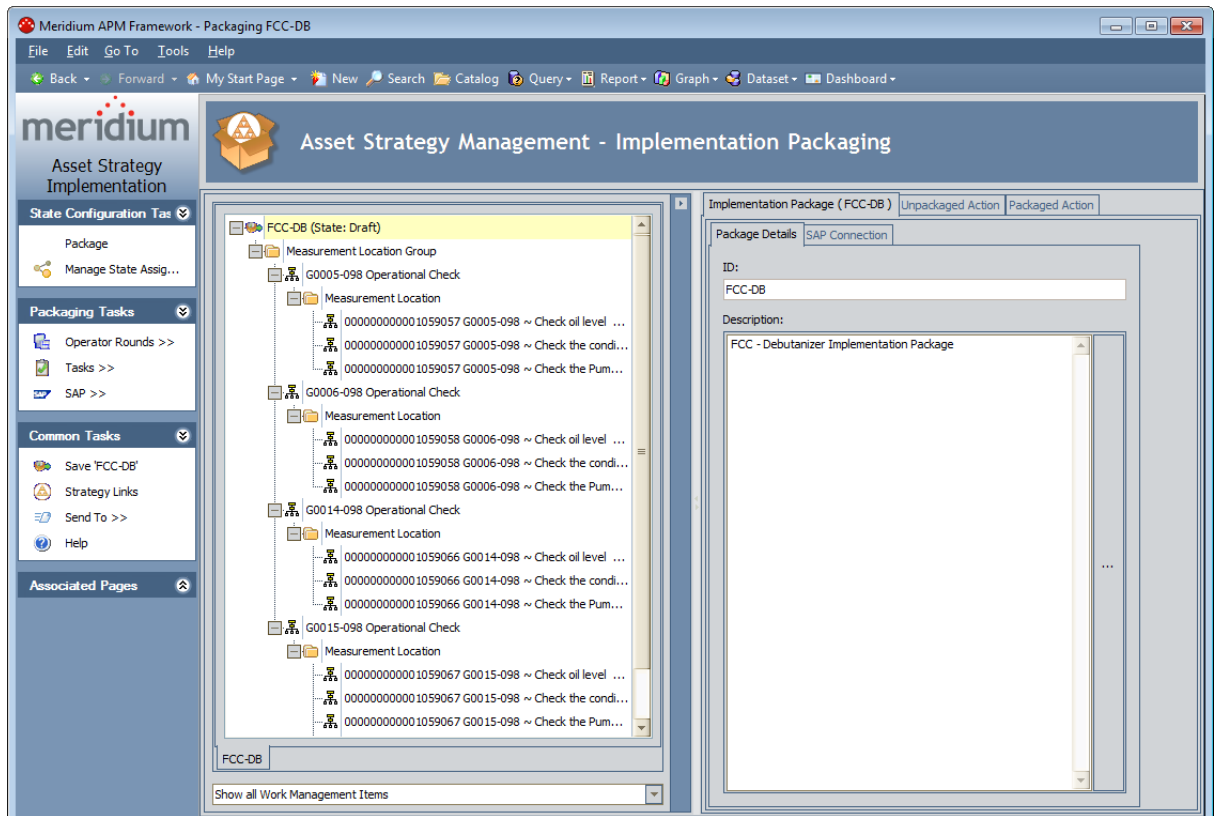 Meridium APM Framework - Packaging FCC-DB
File Edit Go To Tools Help
Back Forward My Start Page New Search Catalog Query Report Graph Dataset Dashboard
meridium
Asset Strategy
Implementation
Asset Strategy Management - Implementation Packaging
State Configuration Tas
Package
Manage State Assig...
Packaging Tasks
Operator Rounds >>
Tasks >>
SAP >>
Common Tasks
Save 'FCC-DB'
Strategy Links
Send To >>
Help
Associated Pages
FCC-DB (State: Draft)
Measurement Location Group
G0005-098 Operational Check
Measurement Location
000000000001059057 G0005-098 ~ Check oil level ...
000000000001059057 G0005-098 ~ Check the condi...
000000000001059057 G0005-098 ~ Check the Pum...
G0006-098 Operational Check
Measurement Location
000000000001059058 G0006-098 ~ Check oil level ...
000000000001059058 G0006-098 ~ Check the condi...
000000000001059058 G0006-098 ~ Check the Pum...
G0014-098 Operational Check
Measurement Location
000000000001059066 G0014-098 ~ Check oil level ...
000000000001059066 G0014-098 ~ Check the condi...
000000000001059066 G0014-098 ~ Check the Pum...
G0015-098 Operational Check
Measurement Location
000000000001059067 G0015-098 ~ Check oil level ...
000000000001059067 G0015-098 ~ Check the condi...
000000000001059067 G0015-098 ~ Check the Pum...
FCC-DB
Show all Work Management Items
Implementation Package ( FCC-DB ) Unpackaged Action Packaged Action
Package Details SAP Connection
ID:
FCC-DB
Description:
FCC - Debutanizer Implementation Package
...